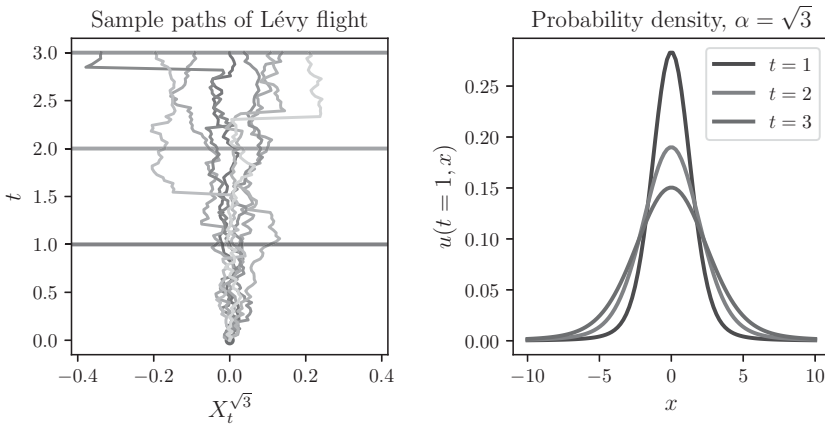 Sample paths of Lévy flight
3.0
2.5
2.0
1.5
1.0
0.5
0.0
t
−0.4
−0.2
0.0
0.2
0.4
X_t^{√3}
Probability density, α = √3
0.25
0.20
0.15
0.10
0.05
0.00
u(t = 1, x)
t = 1
t = 2
t = 3
−10
−5
0
5
10
x